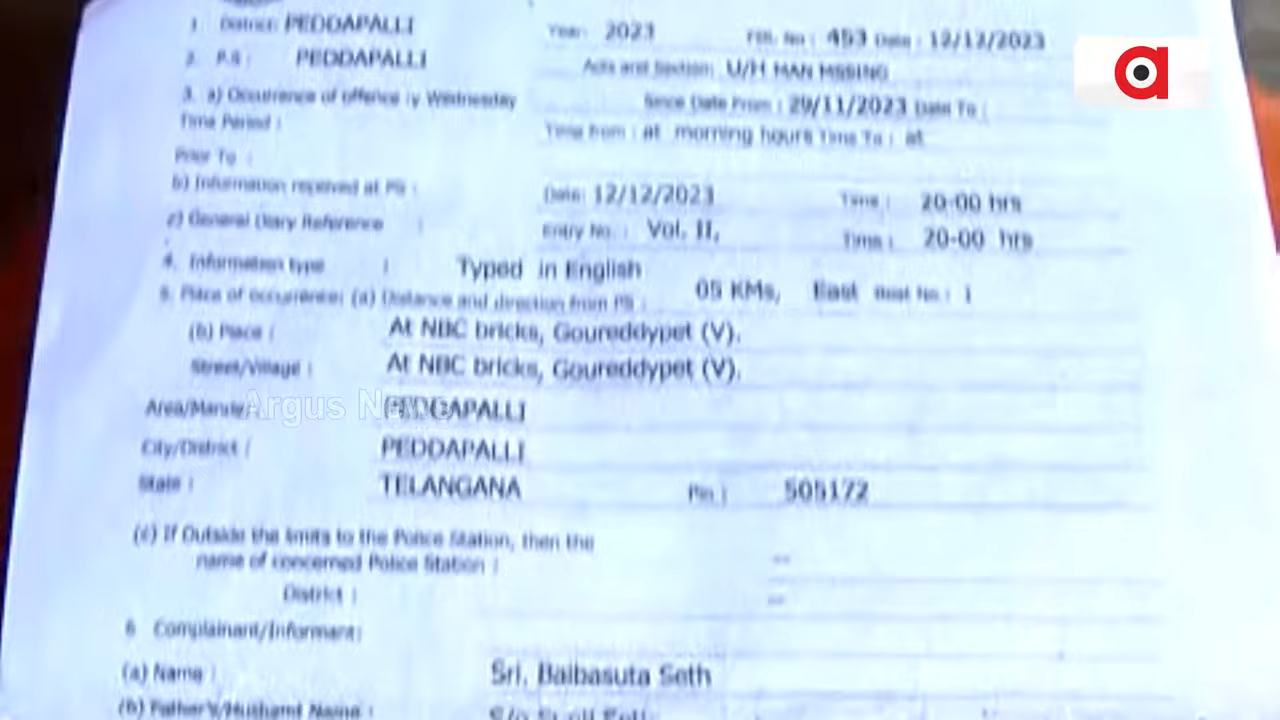 1 District: PEDDAPALLI Year: 2023 FIR. No : 453 Date : 12/12/2023
2. P.S : PEDDAPALLI Acts and Section: U/H MAN MSSING
3. a) Occurrence of offence :y Wednesday Since Date From : 29/11/2023 Date To :
Time Period : Time from : at morning hours Time To : at
Prior To :
b) Information received at PS : Date: 12/12/2023 Time : 20-00 hrs
c) General Diary Reference : Entry No. : Vol. II, Time : 20-00 hrs
4. Information type : Typed in English
5. Place of occurrence: (a) Distance and direction from PS : 05 KMs, East Beat No.: 1
(b) Place : At NBC bricks, Goureddypet (V).
Street/Village : At NBC bricks, Goureddypet (V).
Area/Mandal: PEDDAPALLI
Argus News
City/District : PEDDAPALLI
State : TELANGANA Pin : 505172
(c) If Outside the limits to the Police Station, then the
name of concerned Police Station : --
District : --
6 Complainant/Informant:
(a) Name : Sri. Balbasuta Seth
(b) Father's/Husband Name :
a